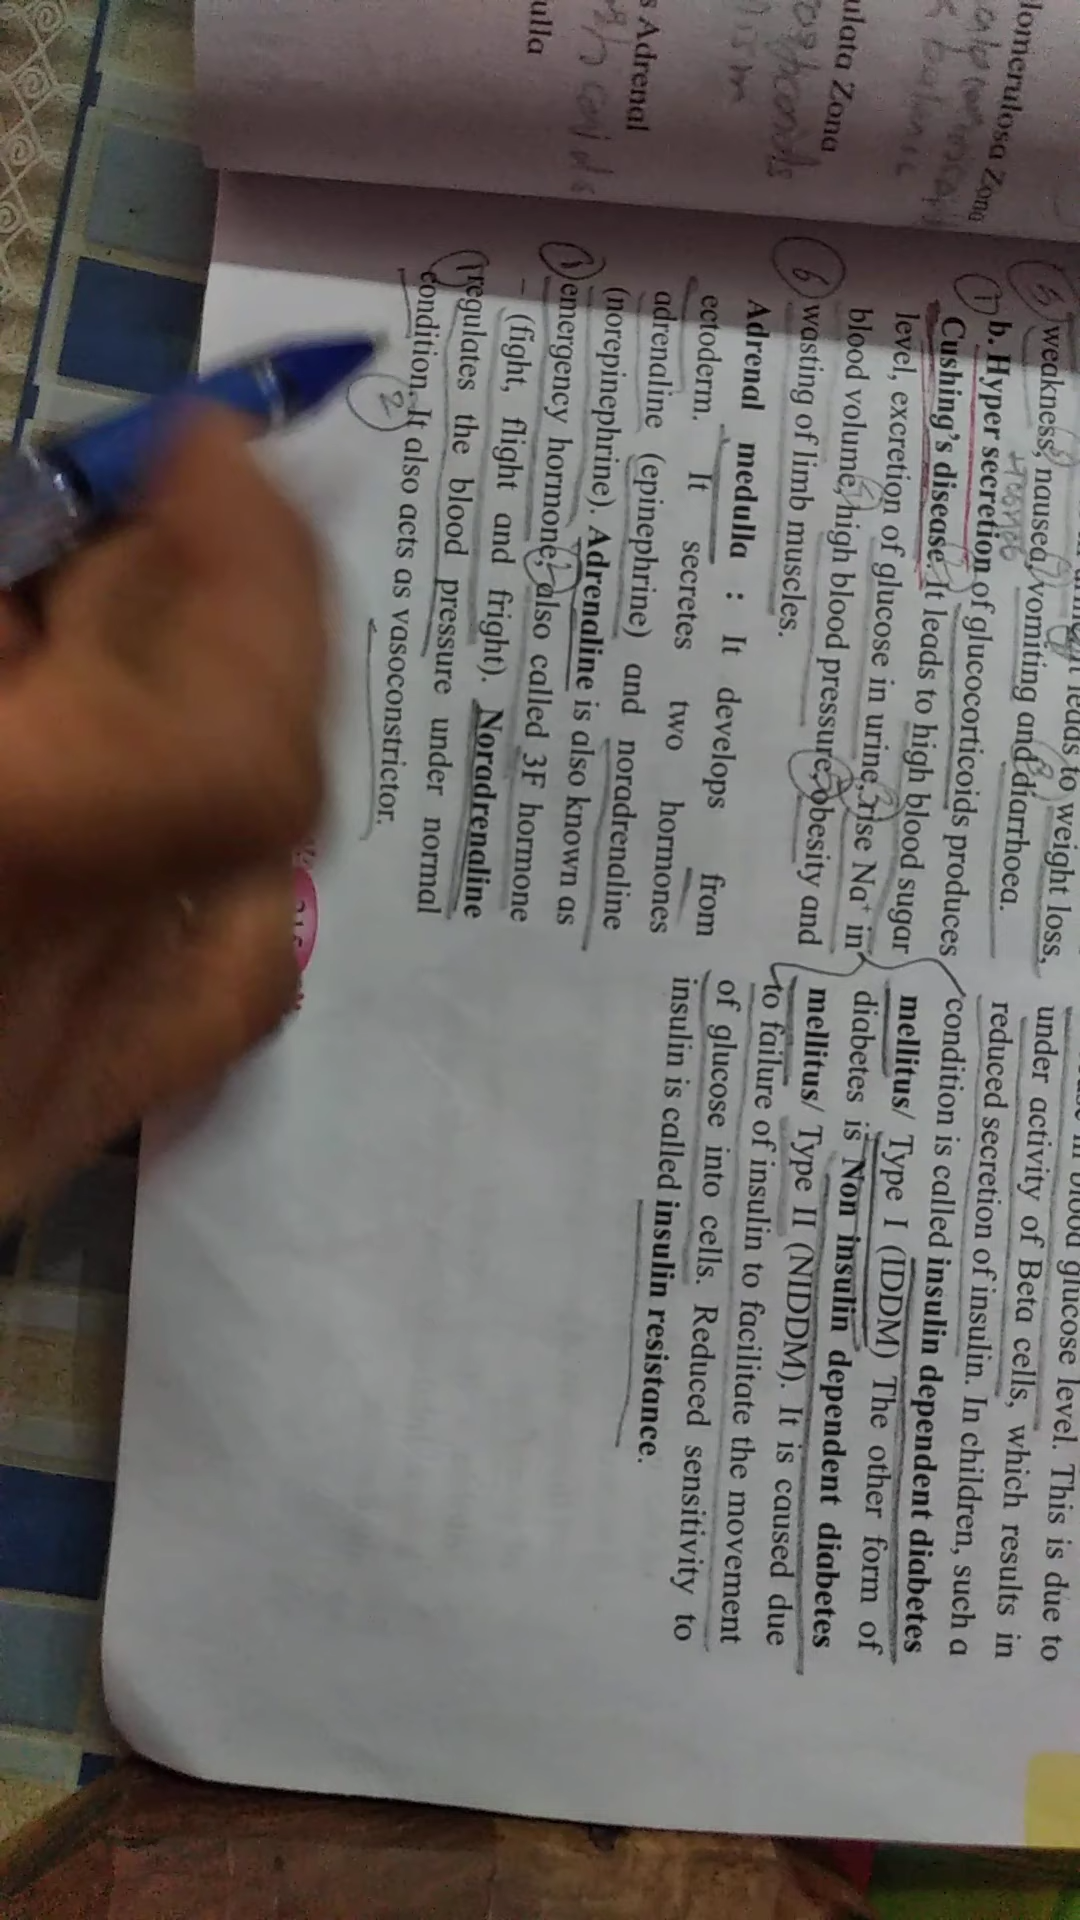 lomerulosa Zona
ulata Zona
s Adrenal
ulla
leads to weight loss,
5 weakness, nausea, vomiting and diarrhoea.
1 b. Hyper secretion of glucocorticoids produces
Cushing's disease. It leads to high blood sugar
level, excretion of glucose in urine, rise Na⁺ in
blood volume, high blood pressure, obesity and
6 wasting of limb muscles.
Adrenal medulla : It develops from
ectoderm. It secretes two hormones
adrenaline (epinephrine) and noradrenaline
(norepinephrine). Adrenaline is also known as
1 emergency hormone, also called 3F hormone
(fight, flight and fright). Noradrenaline
1 regulates the blood pressure under normal
condition. It also acts as vasoconstrictor.
2
in blood glucose level. This is due to
under activity of Beta cells, which results in
reduced secretion of insulin. In children, such a
condition is called insulin dependent diabetes
mellitus/ Type I (IDDM) The other form of
diabetes is Non insulin dependent diabetes
mellitus/ Type II (NIDDM). It is caused due
to failure of insulin to facilitate the movement
of glucose into cells. Reduced sensitivity to
insulin is called insulin resistance.